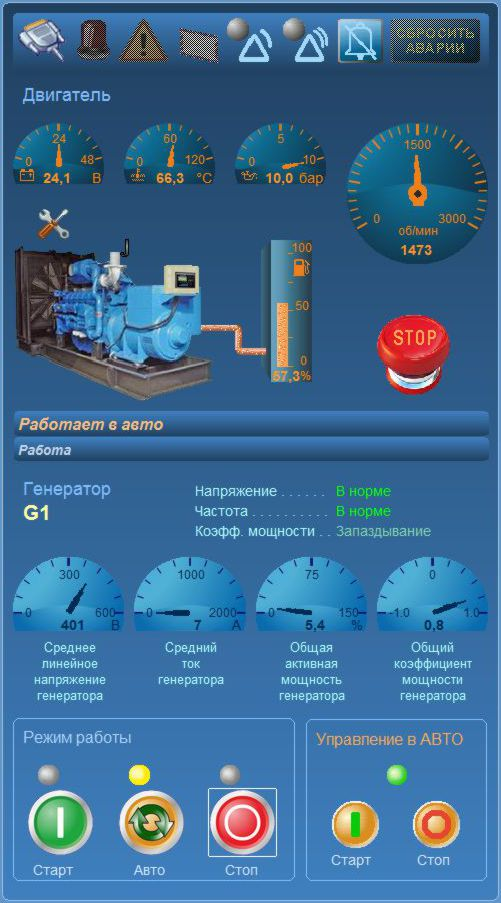 СБРОСИТЬ
АВАРИИ
Двигатель
24
0
48
24,1 В
60
0
120
66,3 °C
5
0
10
10,0 бар
1500
0
3000
об/мин
1473
100
50
0
57,3%
STOP
Работает в авто
Работа
Генератор
G1
Напряжение . . . . . . В норме
Частота . . . . . . . . . . В норме
Коэфф. мощности . . Запаздывание
300
0
600
401 В
1000
0
2000
7 А
75
0
150
5,4 %
0
-1.0
1.0
0,8
Среднее
линейное
напряжение
генератора
Средний
ток
генератора
Общая
активная
мощность
генератора
Общий
коэффициент
мощности
генератора
Режим работы
Старт
Авто
Стоп
Управление в АВТО
Старт
Стоп